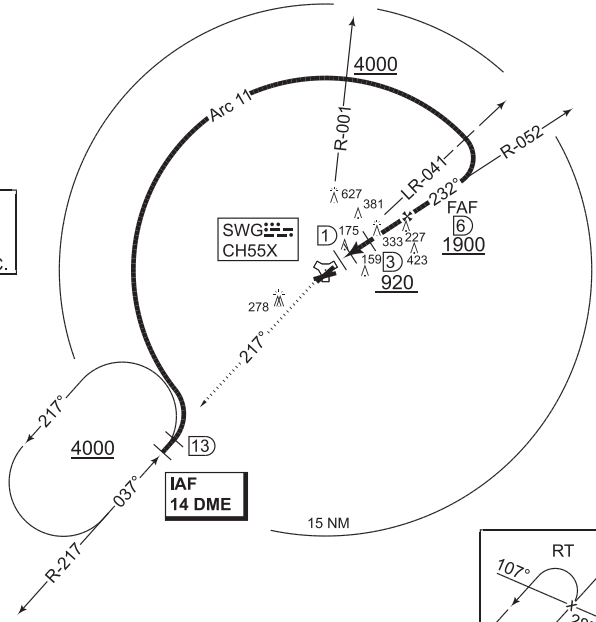 4000
Arc 11
R-001
LR-041
R-052
232°
627
381
FAF
6
1900
SWG
CH55X
1
175
333
227
423
159
3
920
C.
278
217°
217°
4000
13
037°
IAF
14 DME
R-217
15 NM
RT
107°